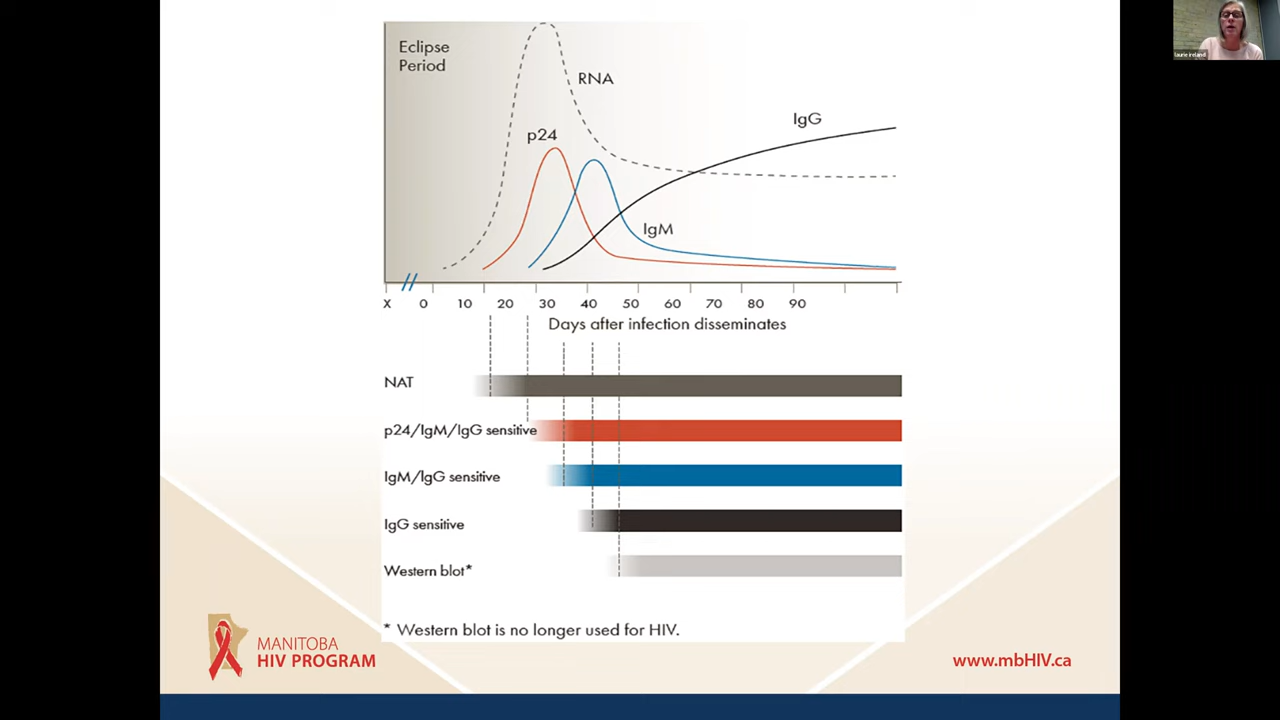 Eclipse
Period
RNA
p24
IgG
IgM
X 0 10 20 30 40 50 60 70 80 90
Days after infection disseminates
NAT
p24/IgM/IgG sensitive
IgM/IgG sensitive
IgG sensitive
Western blot*
* Western blot is no longer used for HIV.
MANITOBA
HIV PROGRAM
www.mbHIV.ca
laurie ireland